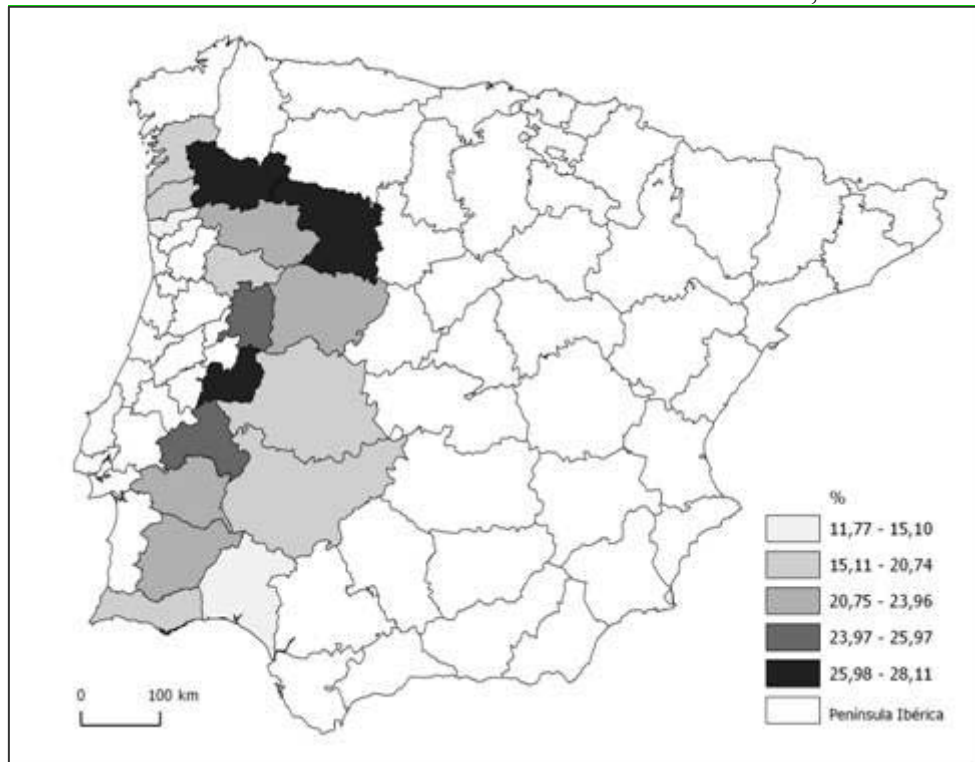 %
11,77 - 15,10
15,11 - 20,74
20,75 - 23,96
23,97 - 25,97
25,98 - 28,11
Península Ibérica
0 100 km